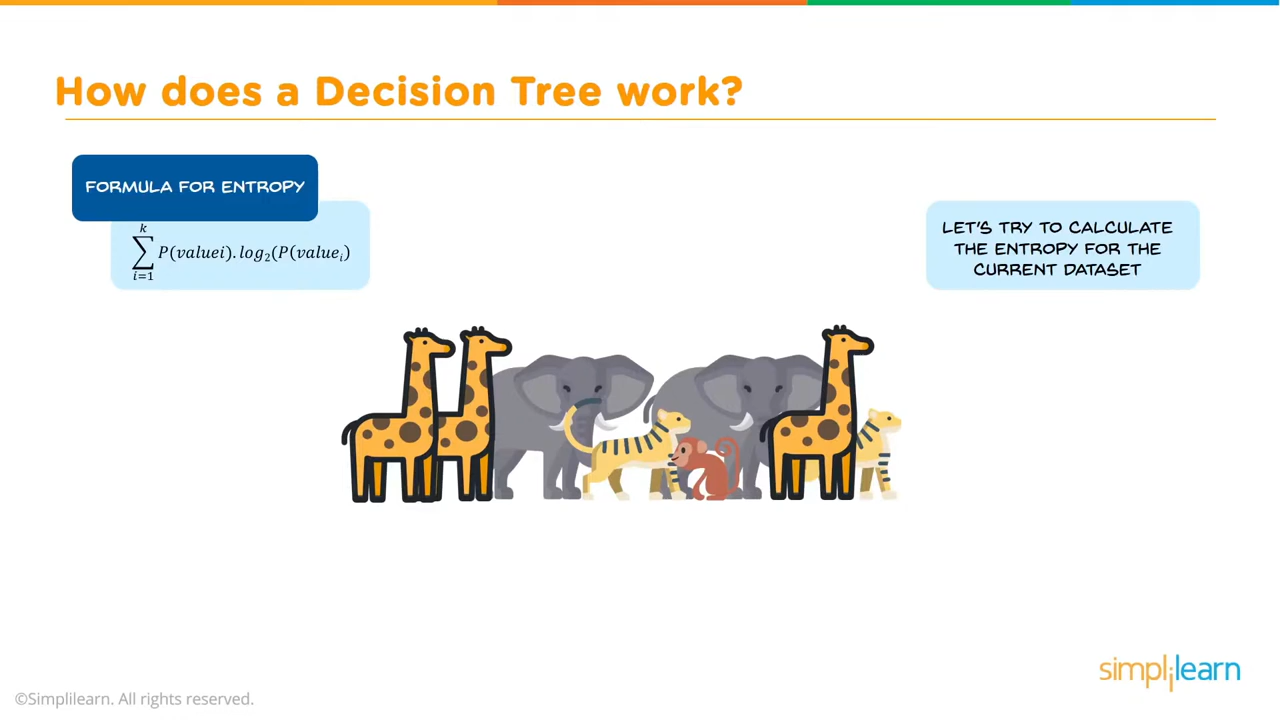 How does a Decision Tree work?
FORMULA FOR ENTROPY
k
∑ P(valuei).log₂(P(valueᵢ)
i=1
LET'S TRY TO CALCULATE
THE ENTROPY FOR THE
CURRENT DATASET
simplilearn
©Simplilearn. All rights reserved.